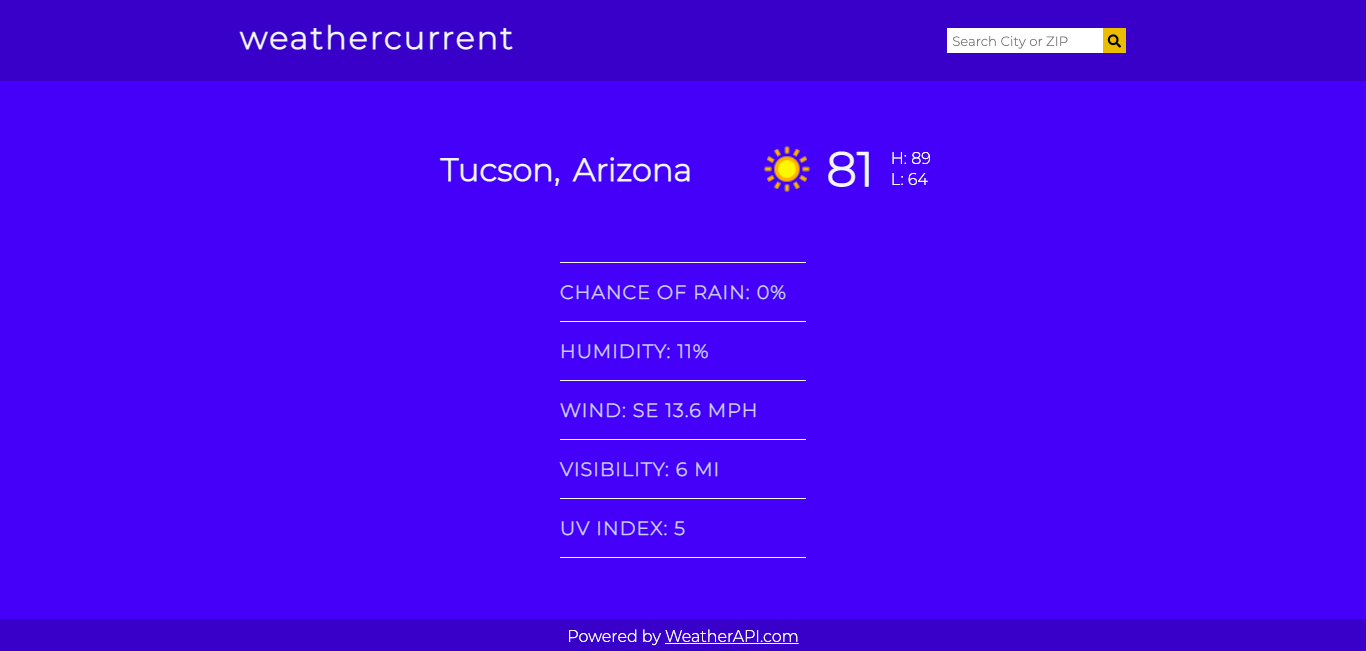 weathercurrent
Search City or ZIP
Tucson, Arizona
81
H: 89
L: 64
CHANCE OF RAIN: 0%
HUMIDITY: 11%
WIND: SE 13.6 MPH
VISIBILITY: 6 MI
UV INDEX: 5
Powered by WeatherAPI.com